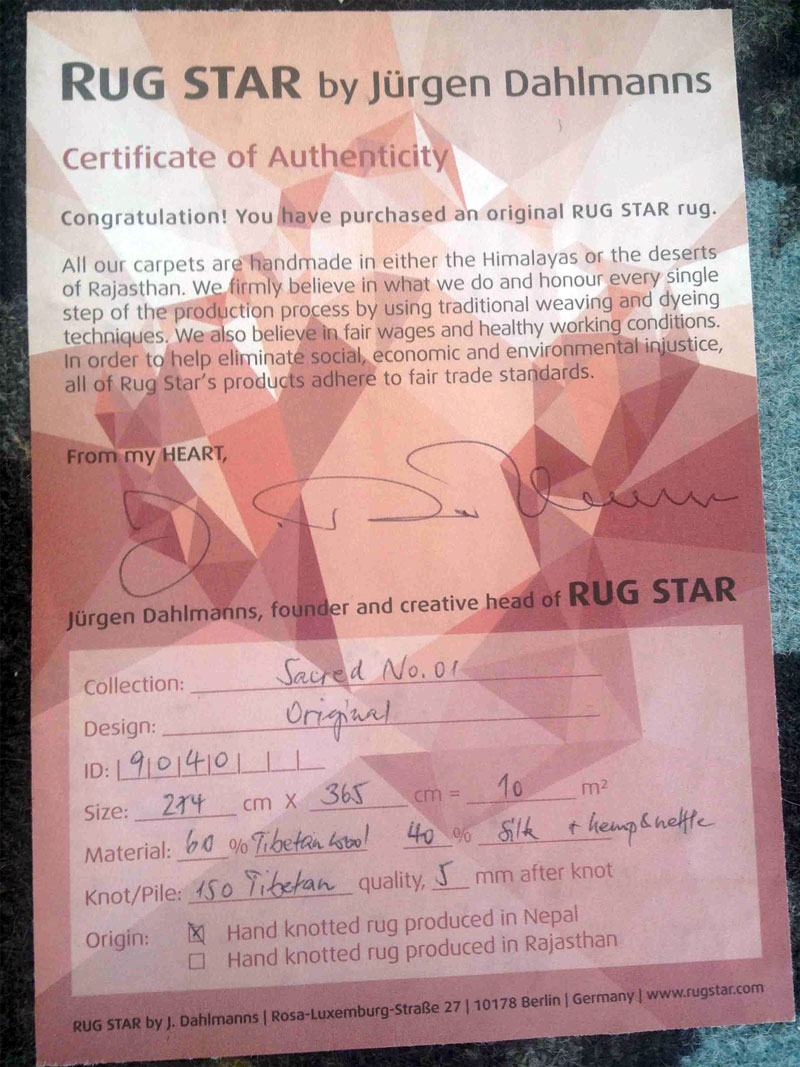 RUG STAR by Jürgen Dahlmanns
Certificate of Authenticity
Congratulation! You have purchased an original RUG STAR rug.
All our carpets are handmade in either the Himalayas or the deserts
of Rajasthan. We firmly believe in what we do and honour every single
step of the production process by using traditional weaving and dyeing
techniques. We also believe in fair wages and healthy working conditions.
In order to help eliminate social, economic and environmental injustice,
all of Rug Star's products adhere to fair trade standards.
From my HEART,
Jürgen Dahlmanns, founder and creative head of RUG STAR
Collection: Sacred No. 01
Design: Original
ID: 9040
Size: 274 cm X 365 cm = 10 m²
Material: 60 % Tibetan wool 40 % Silk + hemp & nettle
Knot/Pile: 150 Tibetan quality, 5 mm after knot
Origin: ☒ Hand knotted rug produced in Nepal
☐ Hand knotted rug produced in Rajasthan
RUG STAR by J. Dahlmanns | Rosa-Luxemburg-Straße 27 | 10178 Berlin | Germany | www.rugstar.com